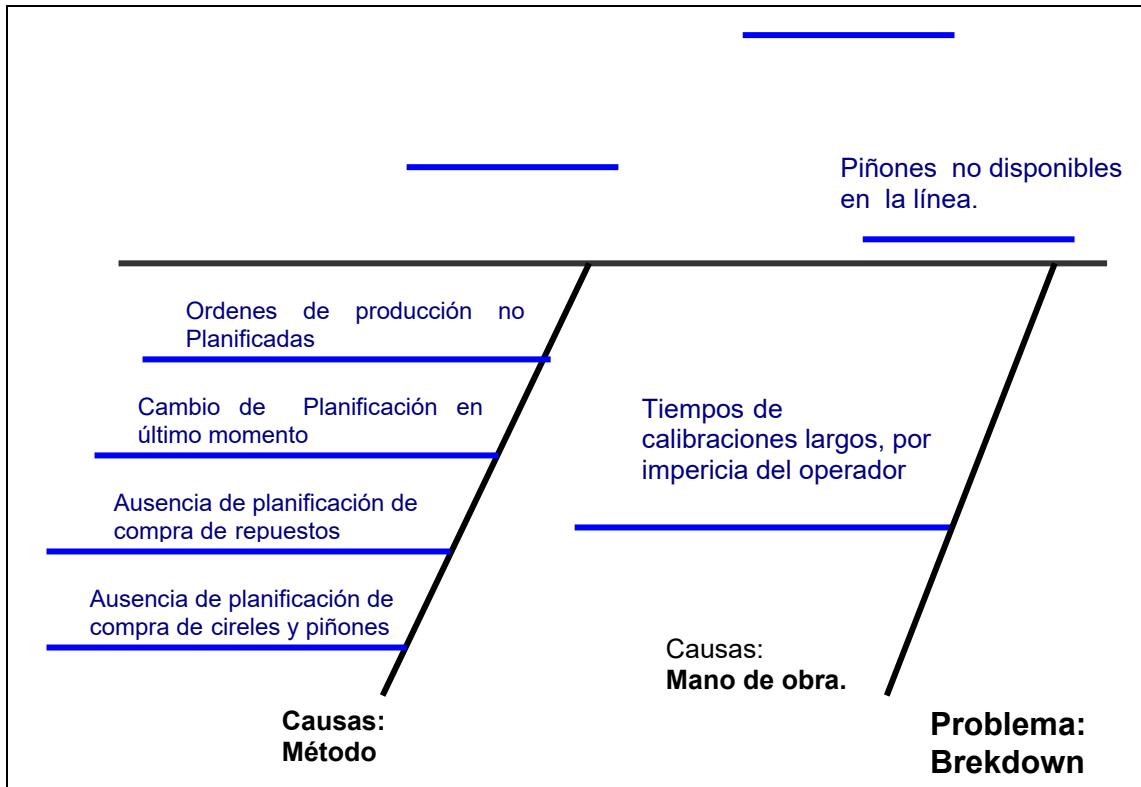 Piñones no disponibles
en la línea.
Ordenes de producción no
Planificadas
Cambio de Planificación en
último momento
Tiempos de
calibraciones largos, por
impericia del operador
Ausencia de planificación de
compra de repuestos
Ausencia de planificación de
compra de cireles y piñones
Causas:
Mano de obra.
Causas:
Método
Problema:
Brekdown